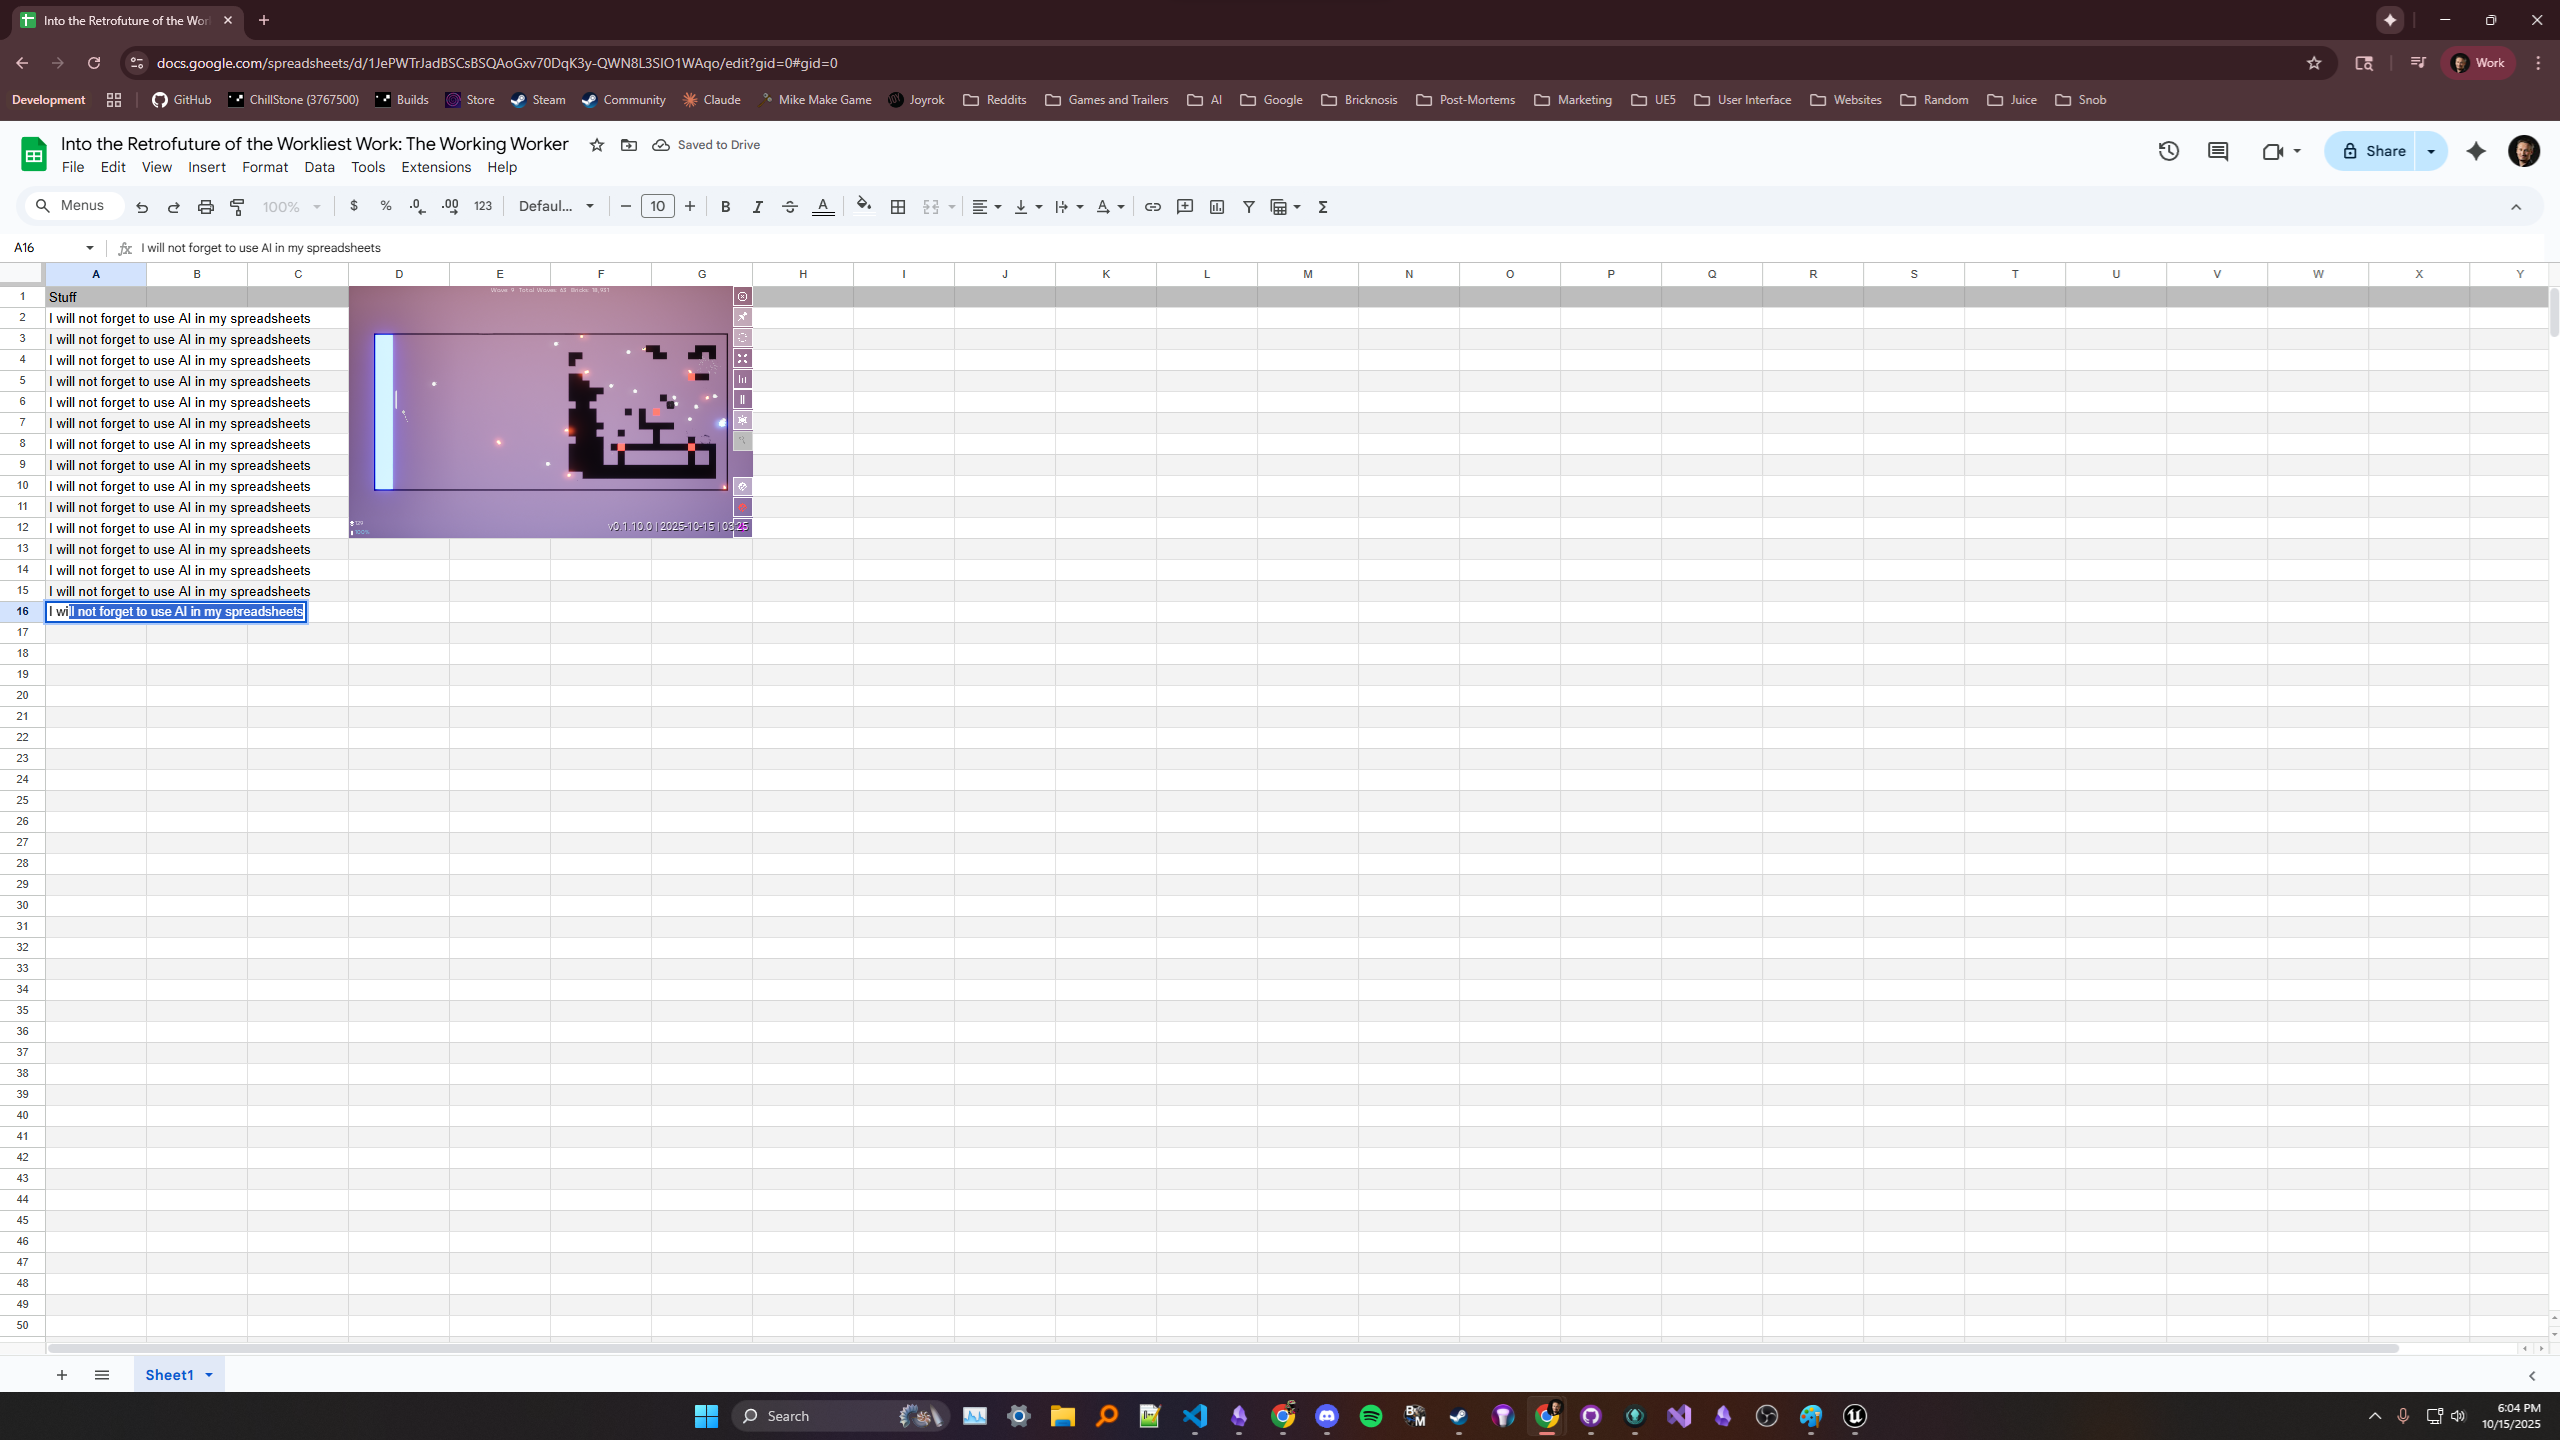 Into the Retrofuture of the Wor
docs.google.com/spreadsheets/d/1JePWTrJadBSCsBSQAoGxv70DqK3y-QWN8L3SIO1WAqo/edit?gid=0#gid=0
Work
Development GitHub ChillStone (3767500) Builds Store Steam Community Claude Mike Make Game Joyrok Reddits Games and Trailers AI Google Bricknosis Post-Mortems Marketing UE5 User Interface Websites Random Juice Snob
Into the Retrofuture of the Workliest Work: The Working Worker Saved to Drive
File Edit View Insert Format Data Tools Extensions Help
Share
Menus 100% $ % .0 .00 123 Defaul... 10 B I S A
A16 fx I will not forget to use AI in my spreadsheets
A B C D E F G H I J K L M N O P Q R S T U V W X Y
1 Stuff
2 I will not forget to use AI in my spreadsheets
3 I will not forget to use AI in my spreadsheets
4 I will not forget to use AI in my spreadsheets
5 I will not forget to use AI in my spreadsheets
6 I will not forget to use AI in my spreadsheets
7 I will not forget to use AI in my spreadsheets
8 I will not forget to use AI in my spreadsheets
9 I will not forget to use AI in my spreadsheets
10 I will not forget to use AI in my spreadsheets
11 I will not forget to use AI in my spreadsheets
12 I will not forget to use AI in my spreadsheets
13 I will not forget to use AI in my spreadsheets
14 I will not forget to use AI in my spreadsheets
15 I will not forget to use AI in my spreadsheets
16 I will not forget to use AI in my spreadsheets
Wave 9 Total Waves 63 Bricks
v0.1.10.0 | 2025-10-15 | 03:25
17
18
19
20
21
22
23
24
25
26
27
28
29
30
31
32
33
34
35
36
37
38
39
40
41
42
43
44
45
46
47
48
49
50
Sheet1
Search
6:04 PM
10/15/2025